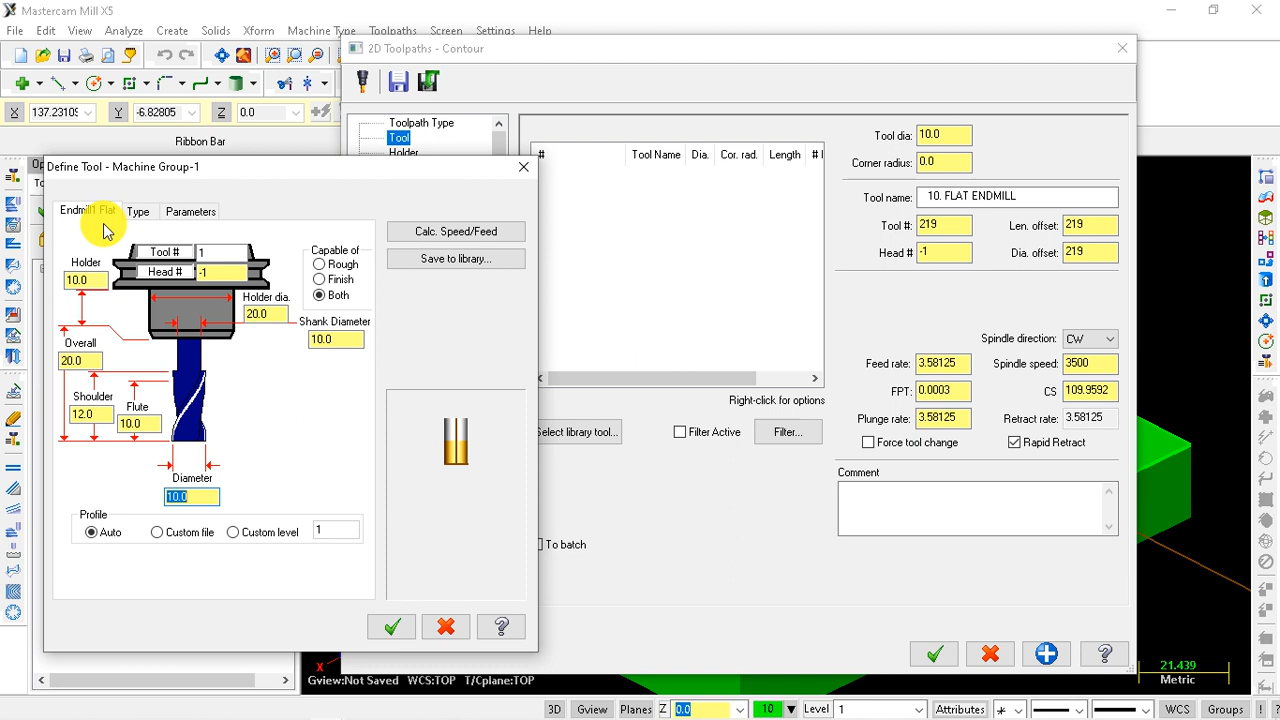 Mastercam Mill X5
File Edit View Analyze Create Solids Xform Machine Type Toolpaths Screen Settings Help
2D Toolpaths - Contour
X 137.23109 Y -6.82805 Z 0.0
Ribbon Bar
Toolpath Type
Tool
Holder
# Tool Name Dia. Cor. rad. Length
Tool dia: 10.0
Corner radius: 0.0
Tool name: 10. FLAT ENDMILL
Tool #: 219 Len. offset: 219
Head # -1 Dia. offset: 219
Spindle direction: CW
Feed rate: 3.58125 Spindle speed: 3500
FPT: 0.0003 CS 109.9592
Plunge rate: 3.58125 Retract rate: 3.58125
Force tool change Rapid Retract
Comment
Right-click for options
Select library tool... Filter Active Filter...
To batch
Define Tool - Machine Group-1
Endmill1 Flat Type Parameters
Calc. Speed/Feed
Save to library...
Tool # 1
Head # -1
Holder
10.0
Holder dia.
20.0
Capable of
Rough
Finish
Both
Shank Diameter
10.0
Overall
20.0
Shoulder
12.0
Flute
10.0
Diameter
10.0
Profile
Auto Custom file Custom level 1
X
Gview:Not Saved WCS:TOP T/Cplane:TOP
21.439
Metric
3D Gview Planes Z 0.0 10 Level 1 Attributes WCS Groups ! ?